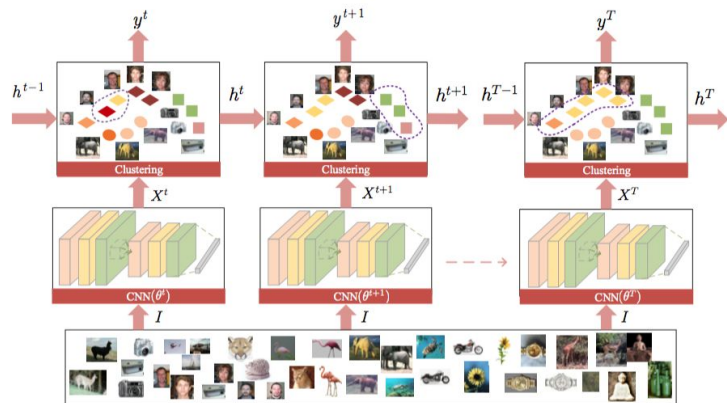 y^t y^{t+1} y^T
h^{t-1} h^t h^{t+1} h^{T-1} h^T
Clustering Clustering Clustering
X^t X^{t+1} X^T
CNN(θ^t) CNN(θ^{t+1}) CNN(θ^T)
I I I